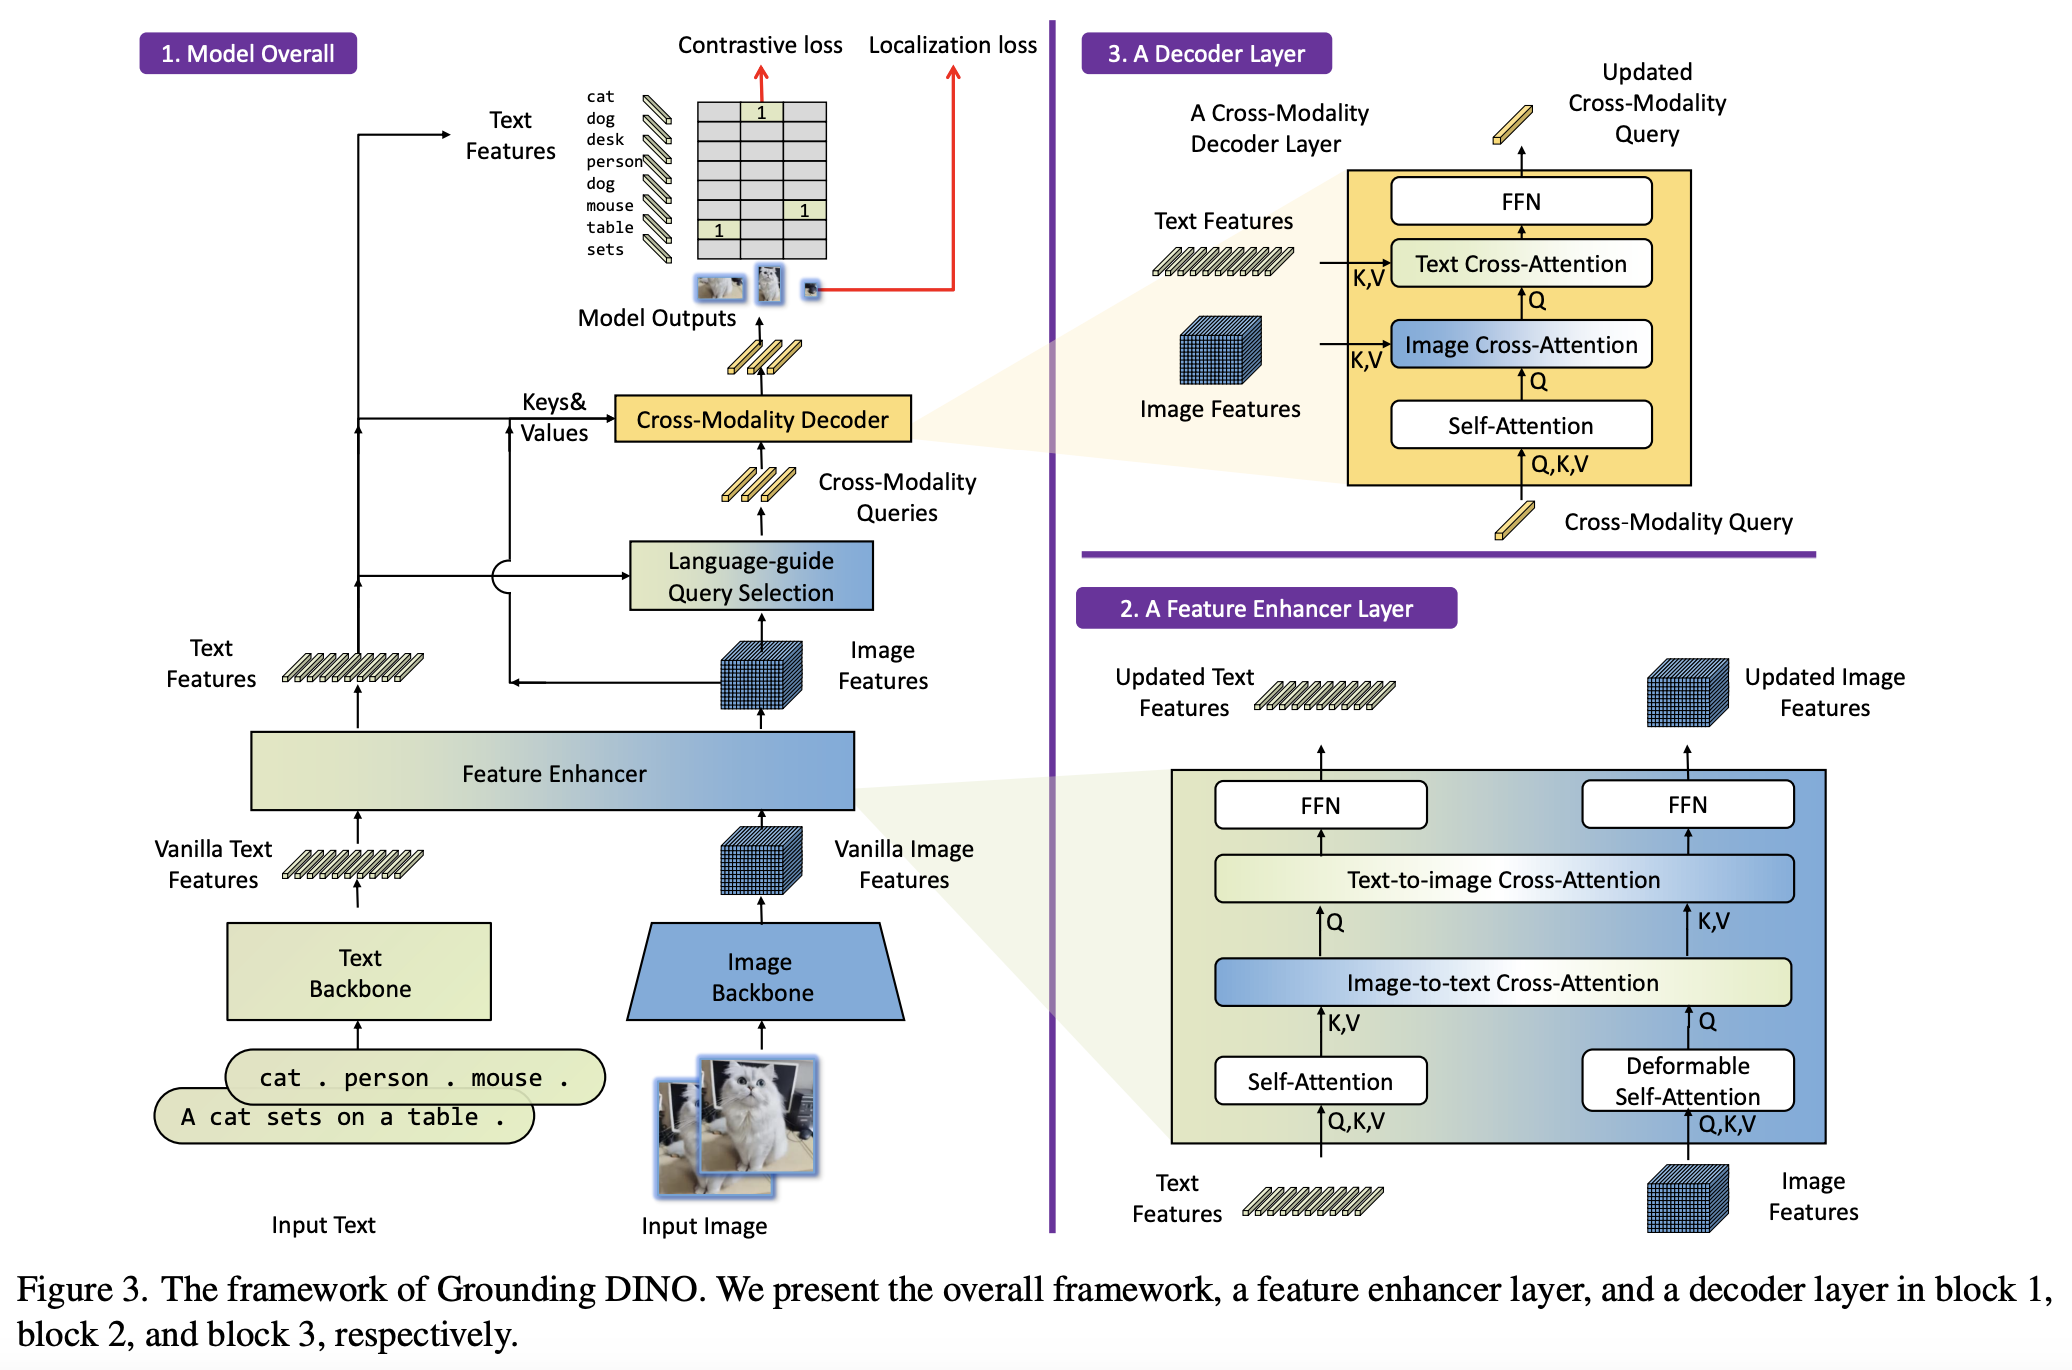 1. Model Overall
Contrastive loss
Localization loss
Text
Features
cat
dog
desk
person
dog
mouse
table
sets
1
1
1
Model Outputs
Keys&
Values
Cross-Modality Decoder
Cross-Modality
Queries
Language-guide
Query Selection
Text
Features
Image
Features
Feature Enhancer
Vanilla Text
Features
Vanilla Image
Features
Text
Backbone
Image
Backbone
cat . person . mouse .
A cat sets on a table .
Input Text
Input Image
3. A Decoder Layer
A Cross-Modality
Decoder Layer
Updated
Cross-Modality
Query
FFN
Text Features
Text Cross-Attention
K,V
Q
Image Cross-Attention
K,V
Q
Image Features
Self-Attention
Q,K,V
Cross-Modality Query
2. A Feature Enhancer Layer
Updated Text
Features
Updated Image
Features
FFN
FFN
Text-to-image Cross-Attention
Q
K,V
Image-to-text Cross-Attention
K,V
Q
Self-Attention
Deformable
Self-Attention
Q,K,V
Q,K,V
Text
Features
Image
Features
Figure 3. The framework of Grounding DINO. We present the overall framework, a feature enhancer layer, and a decoder layer in block 1,
block 2, and block 3, respectively.